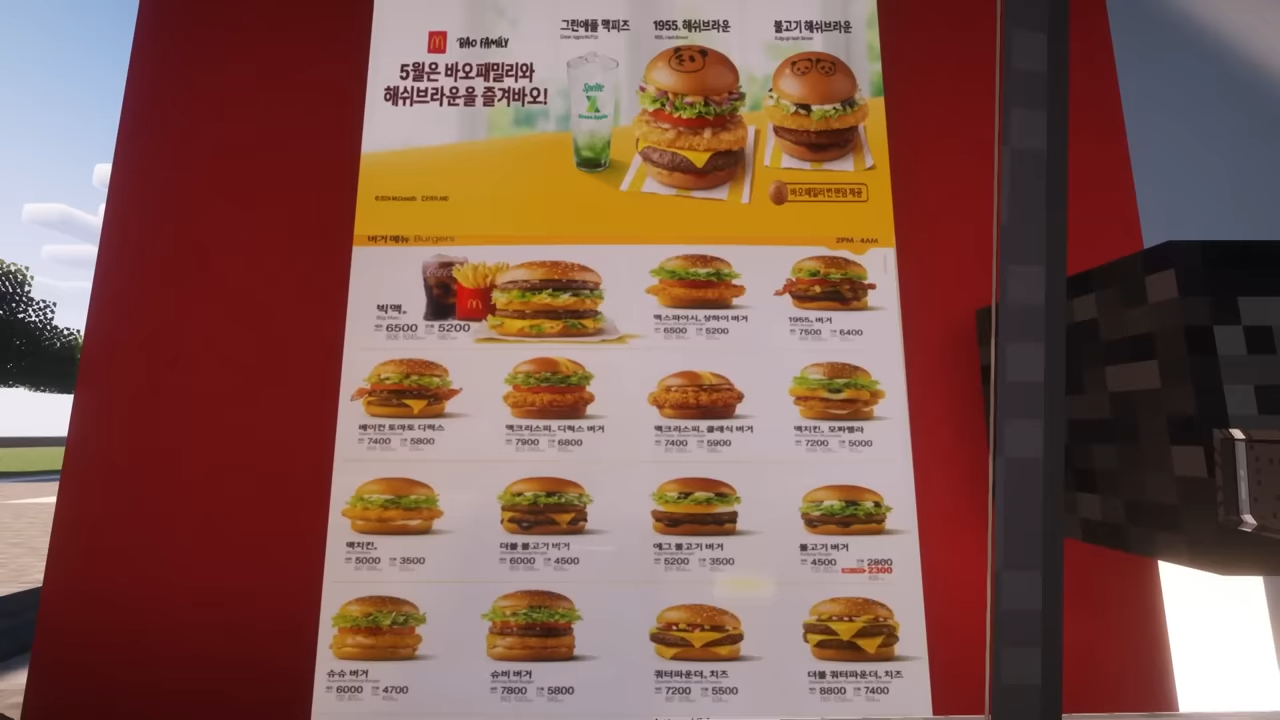 BAO FAMILY
5월은 바오패밀리와
해쉬브라운을 즐겨바오!
그린애플 맥피즈
1955® 해쉬브라운
불고기 해쉬브라운
Sprite
Green Apple
바오패밀리 번 랜덤 제공
버거 메뉴 Burgers
2PM - 4AM
빅맥®
6500 5200
맥스파이시® 상하이 버거
6500 5200
1955® 버거
7500 6400
베이컨 토마토 디럭스
7400 5800
맥크리스피™ 디럭스 버거
7900 6800
맥크리스피™ 클래식 버거
7400 5900
맥치킨® 모짜렐라
7200 5000
맥치킨®
5000 3500
더블 불고기 버거
6000 4500
에그 불고기 버거
5200 3500
불고기 버거
4500 2800
2300
슈슈 버거
6000 4700
슈비 버거
7800 5800
쿼터파운더® 치즈
7200 5500
더블 쿼터파운더® 치즈
8800 7400